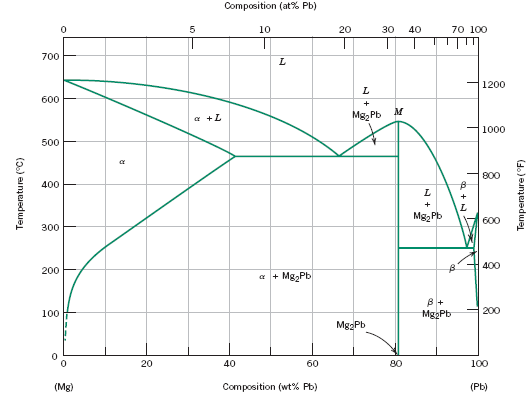 Composition (at% Pb)
0 5 10 20 30 40 70 100
L
700
600
500
400
300
200
100
0
Temperature (°C)
1200
1000
800
600
400
200
Temperature (°F)
L
+
Mg₂Pb
M
α + L
α
L
+
Mg₂Pb
β
+
L
β
α + Mg₂Pb
β +
Mg₂Pb
Mg₂Pb
0 20 40 60 80 100
(Mg) Composition (wt% Pb) (Pb)